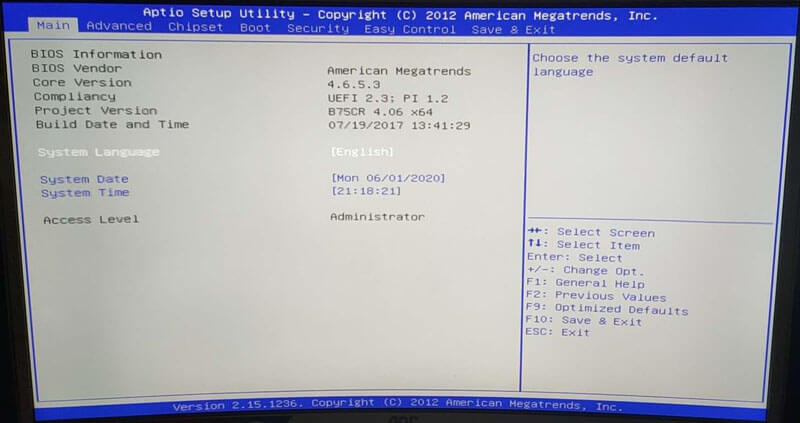 Aptio Setup Utility – Copyright (C) 2012 American Megatrends, Inc.
Main Advanced Chipset Boot Security Easy Control Save & Exit
BIOS Information
BIOS Vendor American Megatrends
Core Version 4.6.5.3
Compliancy UEFI 2.3; PI 1.2
Project Version B75CR 4.06 x64
Build Date and Time 07/19/2017 13:41:29
System Language [English]
System Date [Mon 06/01/2020]
System Time [21:18:21]
Access Level Administrator
Choose the system default
language
→←: Select Screen
↑↓: Select Item
Enter: Select
+/-: Change Opt.
F1: General Help
F2: Previous Values
F9: Optimized Defaults
F10: Save & Exit
ESC: Exit
Version 2.15.1236. Copyright (C) 2012 American Megatrends, Inc.
AOC